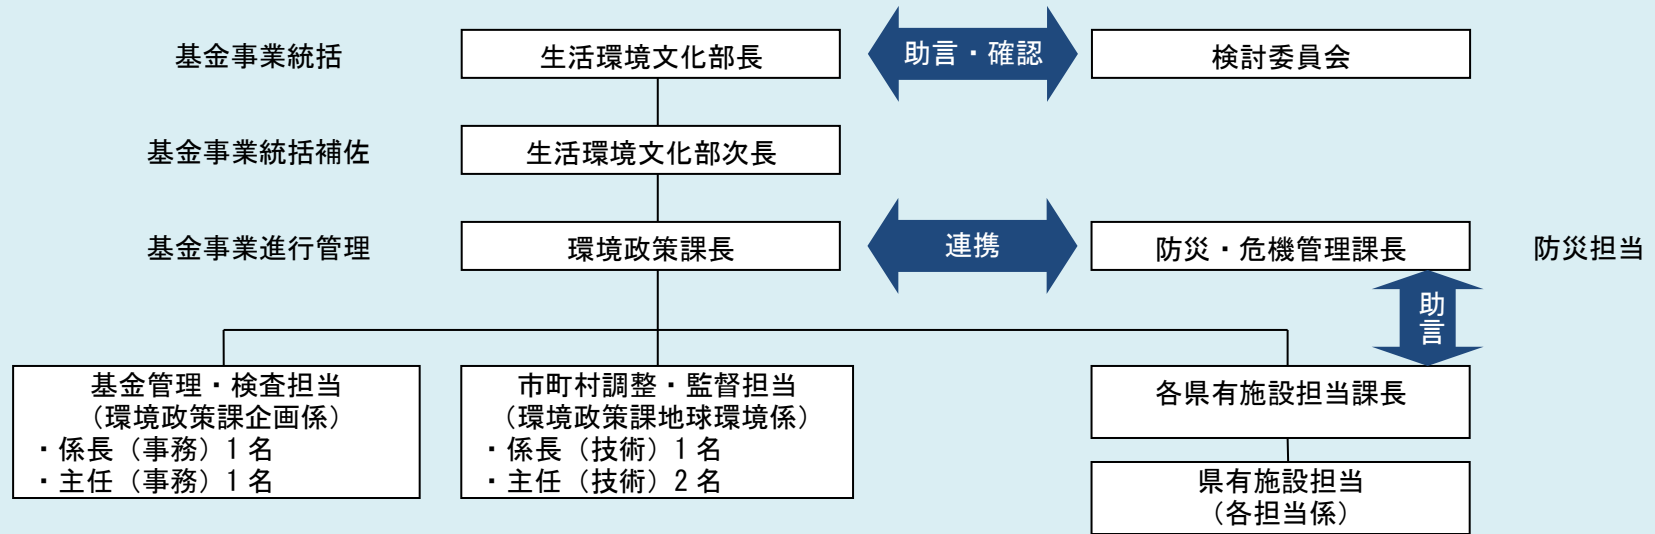 基金事業統括
生活環境文化部長
助言・確認
検討委員会
基金事業統括補佐
生活環境文化部次長
基金事業進行管理
環境政策課長
連携
防災・危機管理課長
防災担当
助言
基金管理・検査担当
（環境政策課企画係）
・係長（事務）1名
・主任（事務）1名
市町村調整・監督担当
（環境政策課地球環境係）
・係長（技術）1名
・主任（技術）2名
各県有施設担当課長
県有施設担当
（各担当係）